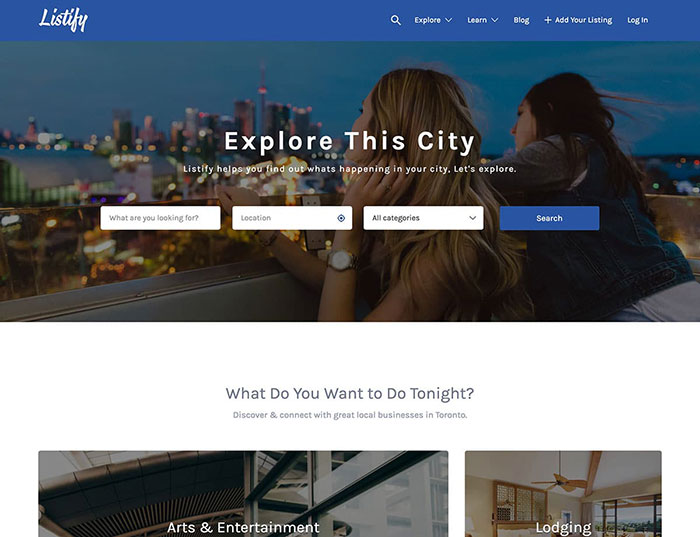 Listify
Explore
Learn
Blog
+ Add Your Listing
Log In
Explore This City
Listify helps you find out whats happening in your city, Let's explore.
What are you looking for?
Location
All categories
Search
What Do You Want to Do Tonight?
Discover & connect with great local businesses in Toronto.
Arts & Entertainment
Lodging